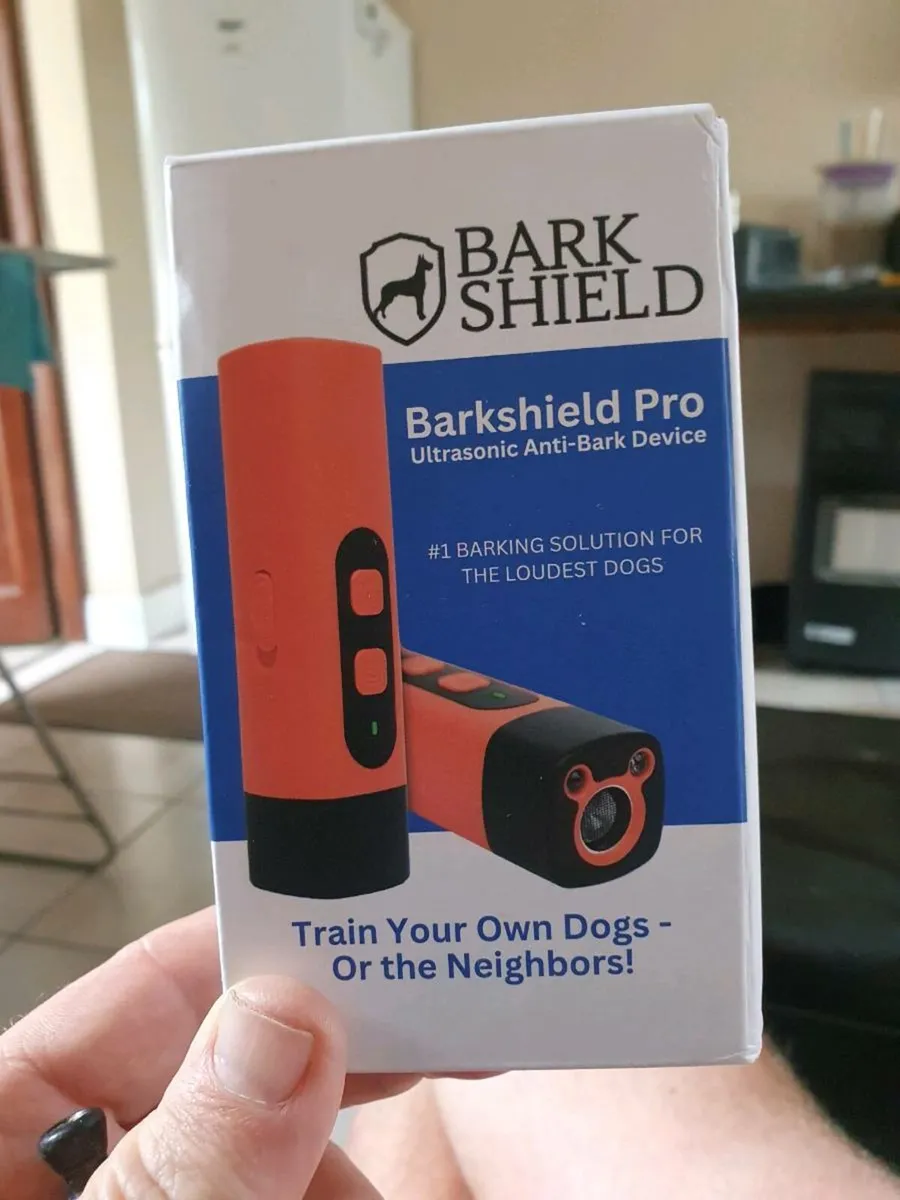 BARK
SHIELD
Barkshield Pro
Ultrasonic Anti-Bark Device
#1 BARKING SOLUTION FOR
THE LOUDEST DOGS
Train Your Own Dogs -
Or the Neighbors!